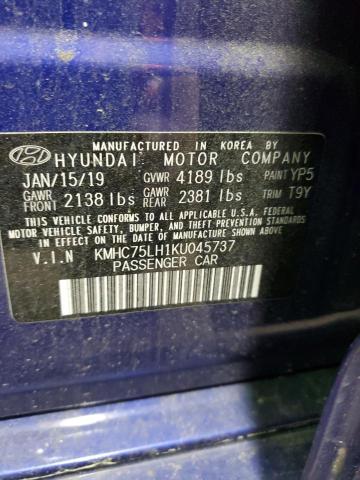 MANUFACTURED IN KOREA BY
HYUNDAI MOTOR COMPANY
JAN/15/19 GVWR 4189 lbs PAINT YP5
GAWR FRONT 2138 lbs GAWR REAR 2381 lbs TRIM T9Y
THIS VEHICLE CONFORMS TO ALL APPLICABLE U.S.A. FEDERAL
MOTOR VEHICLE SAFETY, BUMPER, AND THEFT PREVENTION STANDARDS
IN EFFECT ON THE DATE OF MANUFACTURE SHOWN ABOVE.
V.I.N KMHC75LH1KU045737
PASSENGER CAR